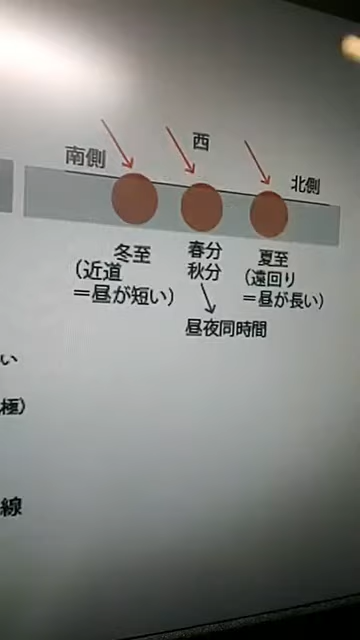 西
南側
北側
冬至
（近道
＝昼が短い）
春分
秋分
夏至
（遠回り
＝昼が長い）
昼夜同時間
い
極）
線